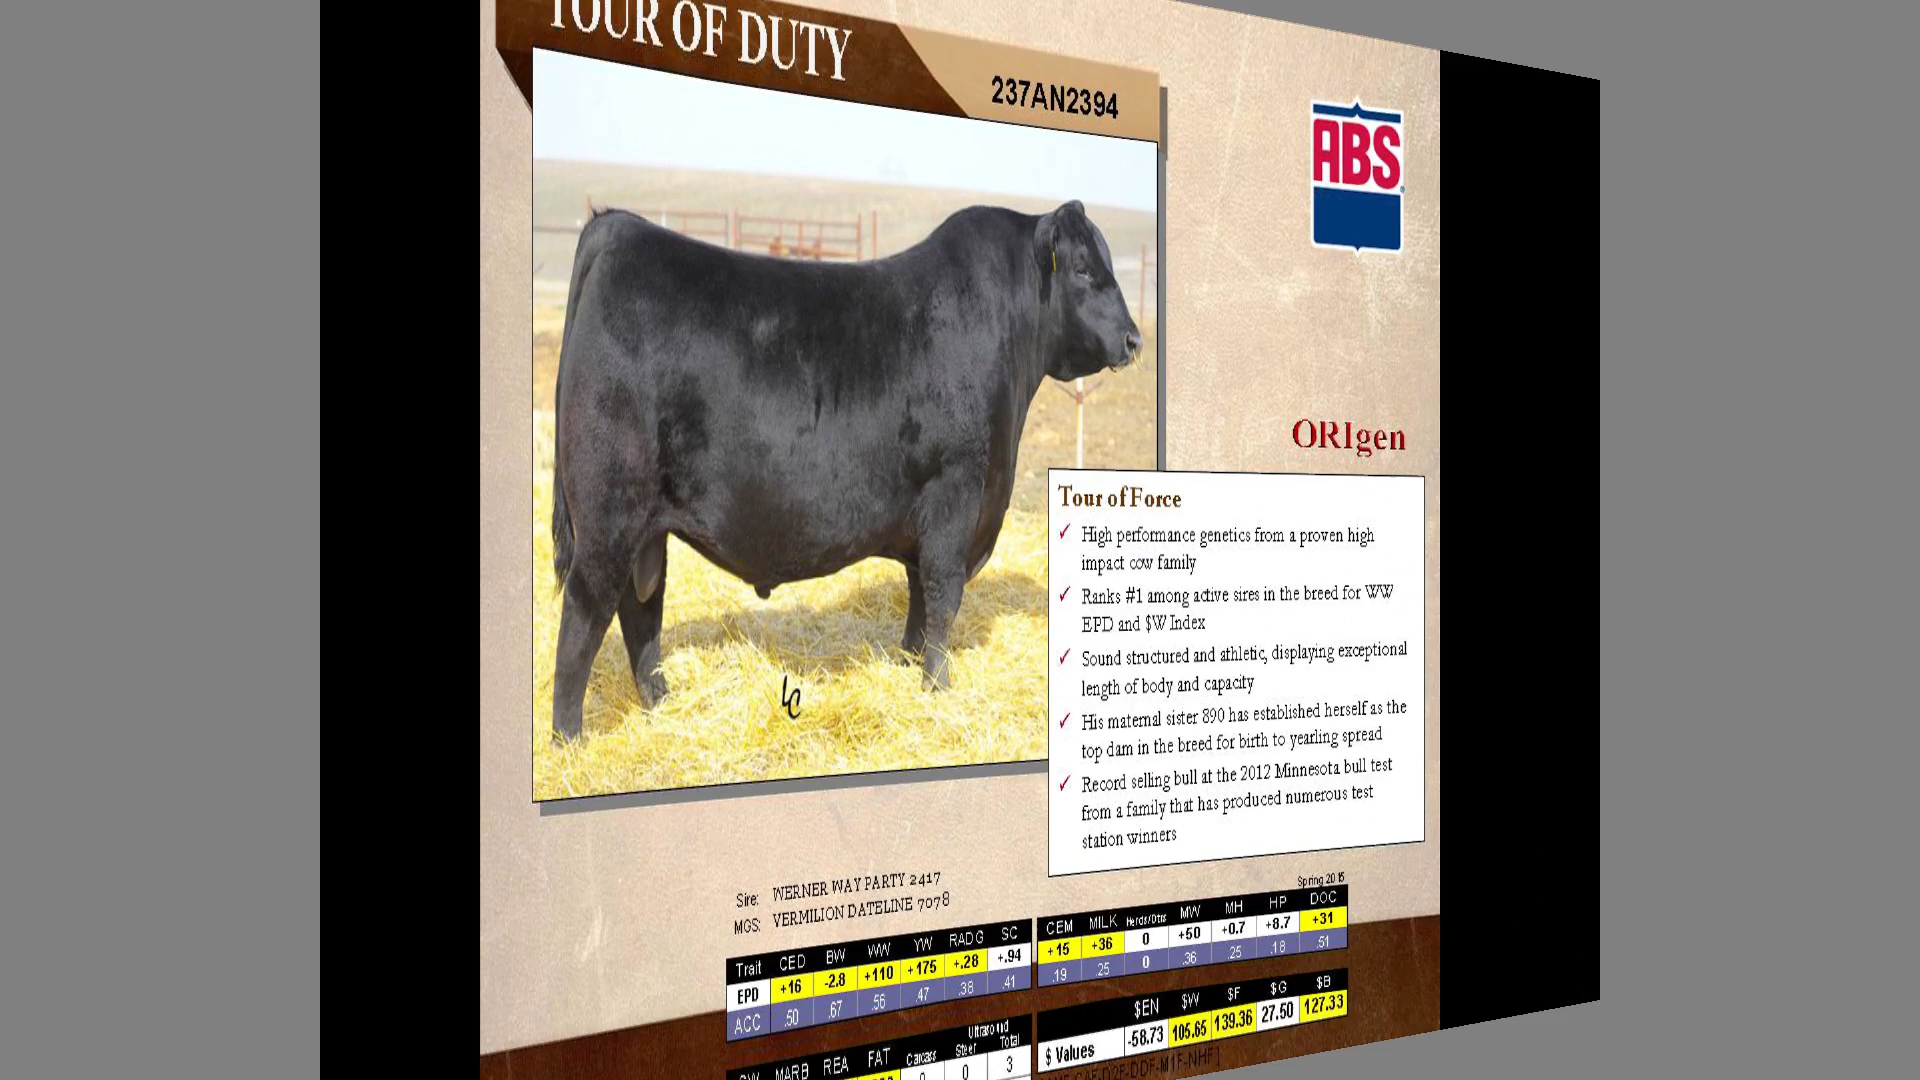 TOUR OF DUTY
237AN2394
ABS
ORIgen
Tour of Force
✓ High performance genetics from a proven high
impact cow family
✓ Ranks #1 among active sires in the breed for WW
EPD and $W Index
✓ Sound structured and athletic, displaying exceptional
length of body and capacity
✓ His maternal sister 890 has established herself as the
top dam in the breed for birth to yearling spread
✓ Record selling bull at the 2012 Minnesota bull test
from a family that has produced numerous test
station winners
LC
Sire: WERNER WAY PARTY 2417
MGS: VERMILION DATELINE 7078
Spring 2015
Trait CED BW WW YW RADG SC CEM MILK Herds/Dtrs MW MH HP DOC
EPD +16 -2.8 +110 +175 +.28 +.94 +15 +36 0 +50 +0.7 +8.7 +31
ACC .50 .67 .56 .47 .38 .41 .19 .25 0 .36 .25 .18 .51
Ultrasound
MARB REA FAT Carcass Steer Total
0 0 3
$EN $W $F $G $B
$ Values -58.73 105.65 139.36 27.50 127.33